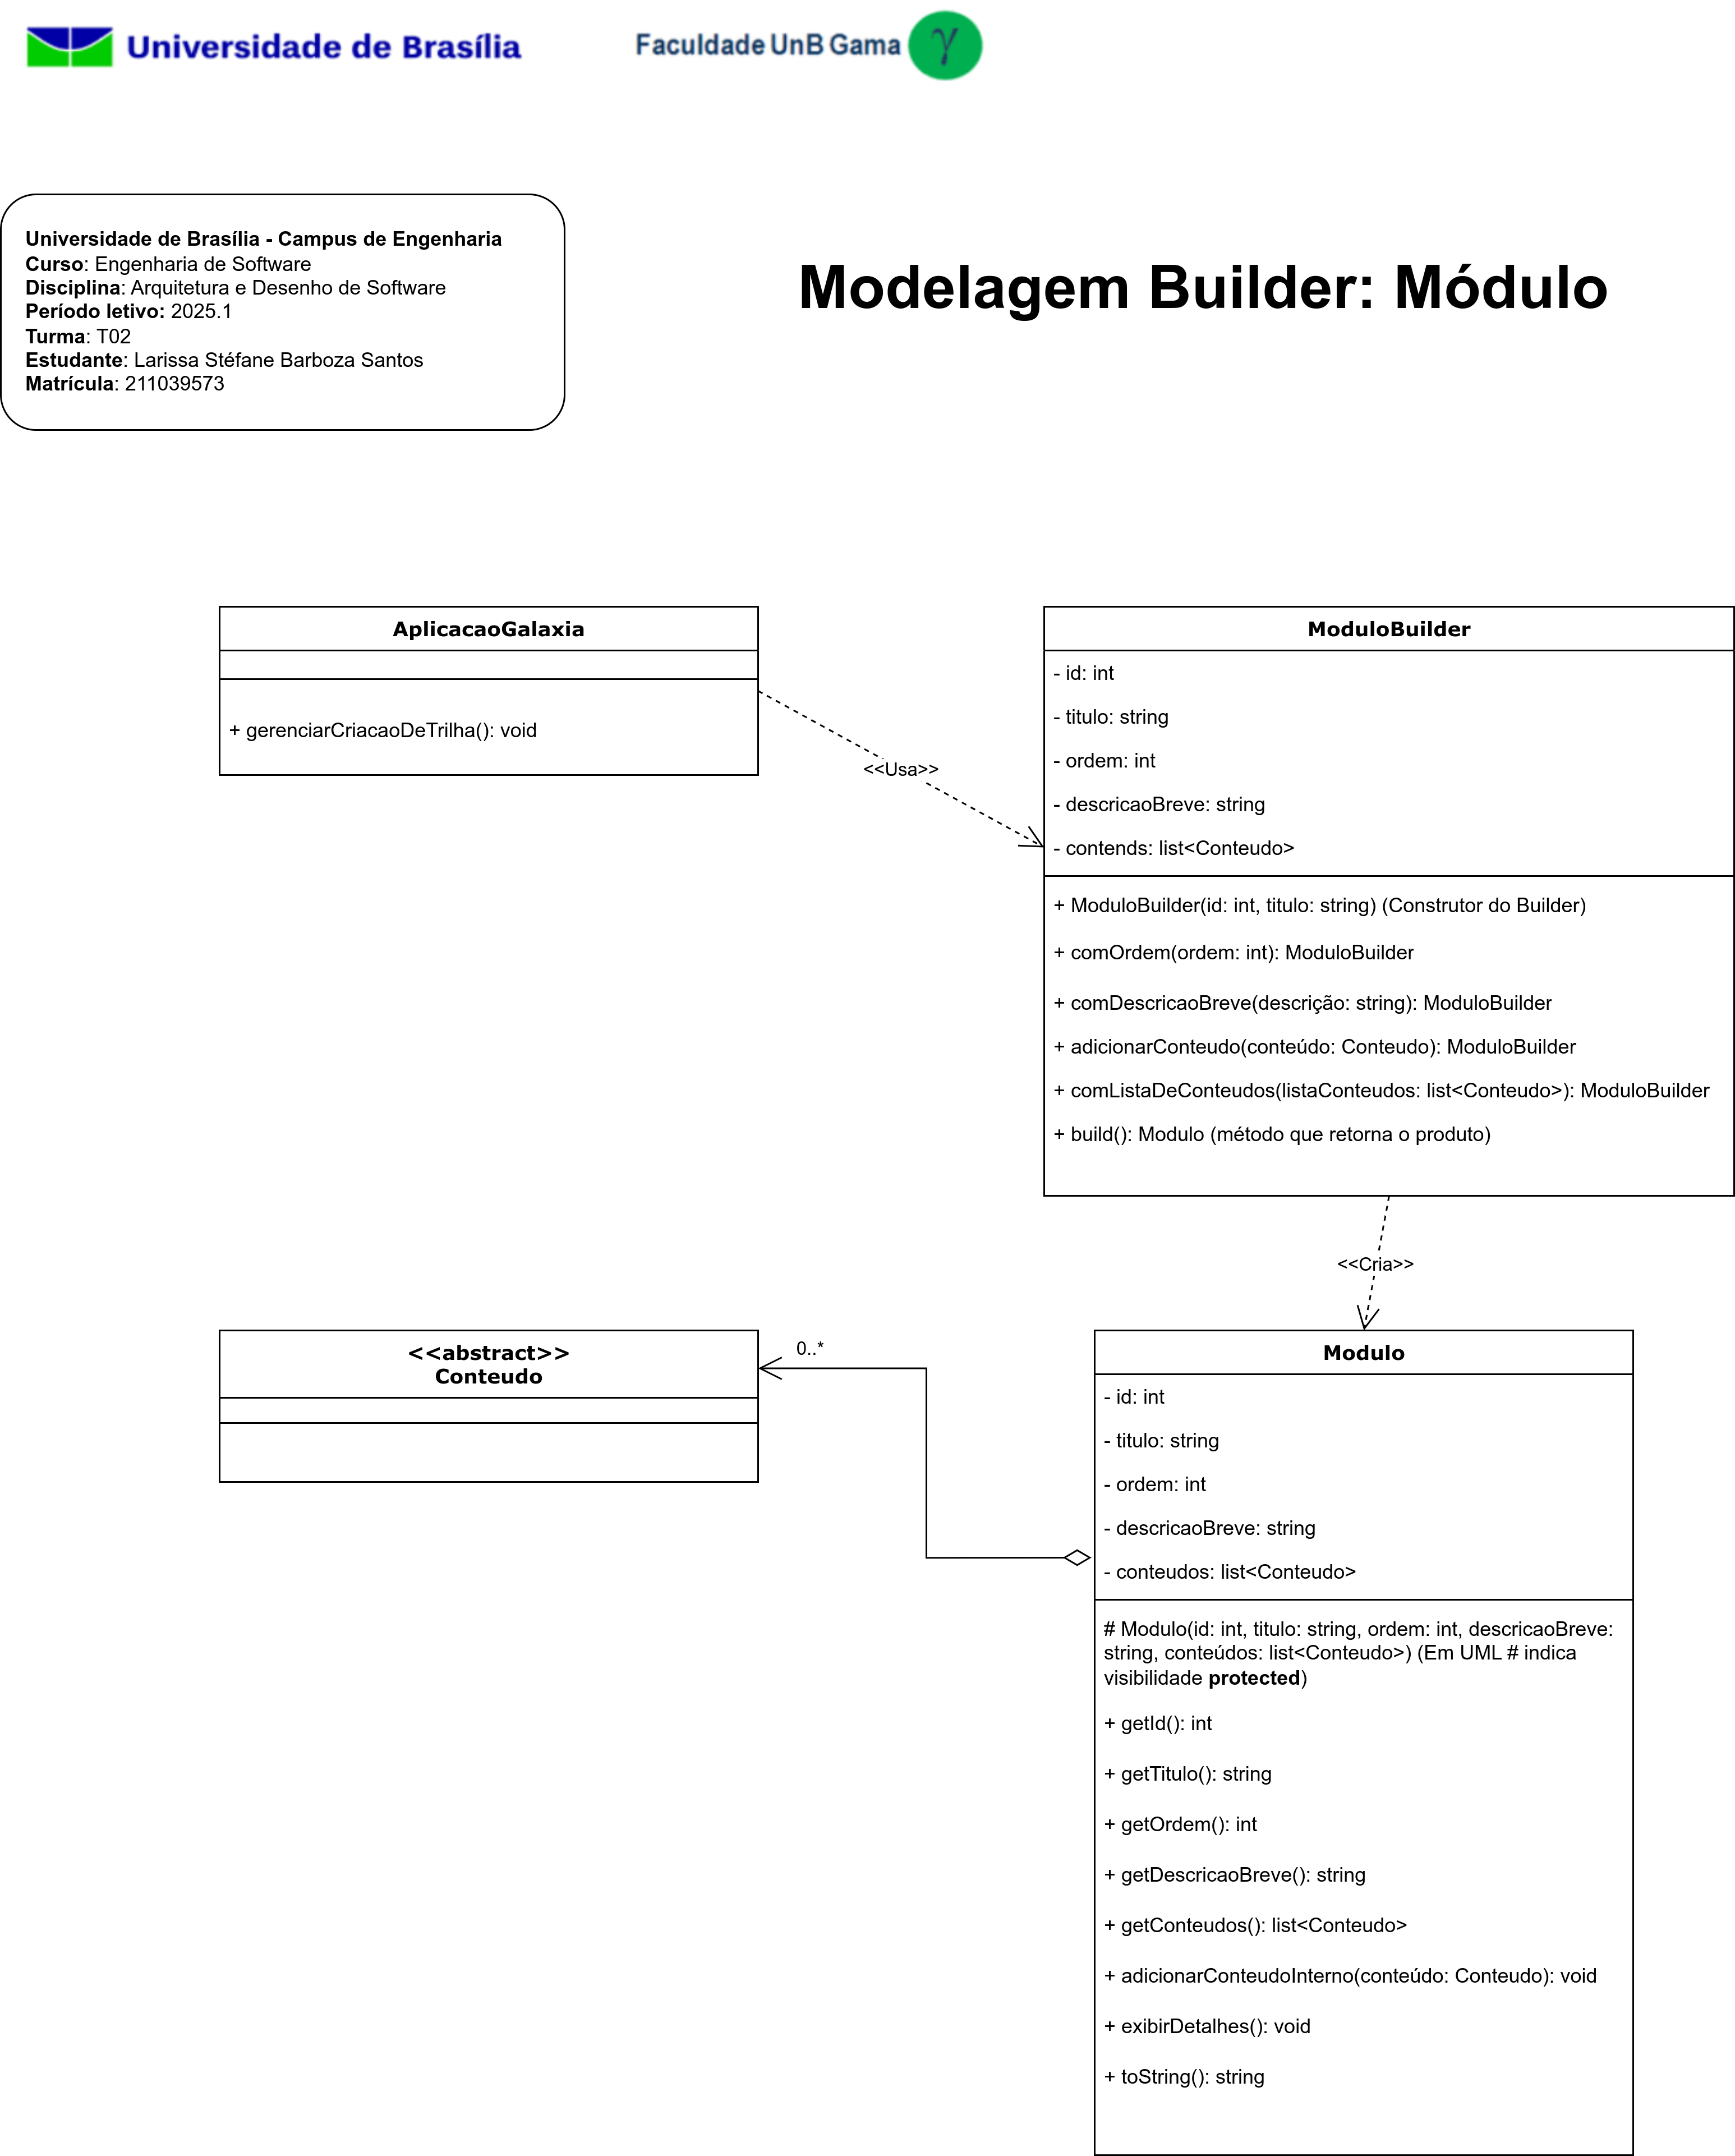 Universidade de Brasília
Faculdade UnB Gama
γ
Universidade de Brasília - Campus de Engenharia
Curso: Engenharia de Software
Disciplina: Arquitetura e Desenho de Software
Período letivo: 2025.1
Turma: T02
Estudante: Larissa Stéfane Barboza Santos
Matrícula: 211039573
Modelagem Builder: Módulo
AplicacaoGalaxia
+ gerenciarCriacaoDeTrilha(): void
<<Usa>>
ModuloBuilder
- id: int
- titulo: string
- ordem: int
- descricaoBreve: string
- contends: list<Conteudo>
+ ModuloBuilder(id: int, titulo: string) (Construtor do Builder)
+ comOrdem(ordem: int): ModuloBuilder
+ comDescricaoBreve(descrição: string): ModuloBuilder
+ adicionarConteudo(conteúdo: Conteudo): ModuloBuilder
+ comListaDeConteudos(listaConteudos: list<Conteudo>): ModuloBuilder
+ build(): Modulo (método que retorna o produto)
<<Cria>>
<<abstract>>
Conteudo
0..*
Modulo
- id: int
- titulo: string
- ordem: int
- descricaoBreve: string
- conteudos: list<Conteudo>
# Modulo(id: int, titulo: string, ordem: int, descricaoBreve:
string, conteúdos: list<Conteudo>) (Em UML # indica
visibilidade protected)
+ getId(): int
+ getTitulo(): string
+ getOrdem(): int
+ getDescricaoBreve(): string
+ getConteudos(): list<Conteudo>
+ adicionarConteudoInterno(conteúdo: Conteudo): void
+ exibirDetalhes(): void
+ toString(): string